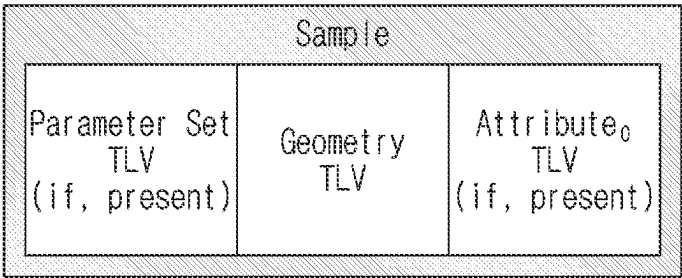 Sample
Parameter Set
TLV
(if, present)
Geometry
TLV
Attribute₀
TLV
(if, present)